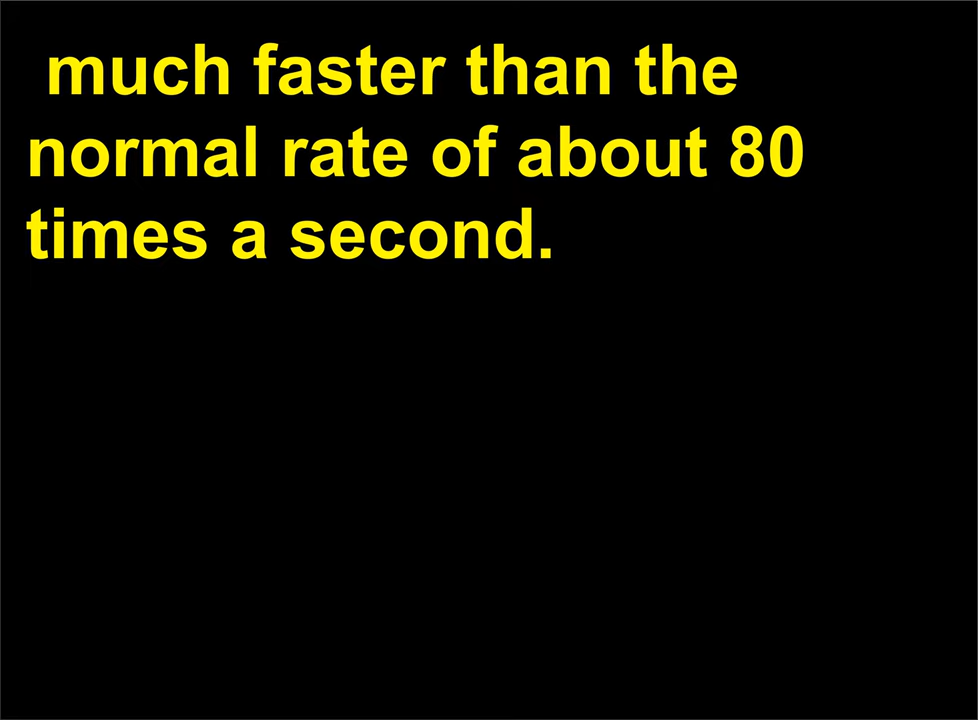 much faster than the
normal rate of about 80
times a second.